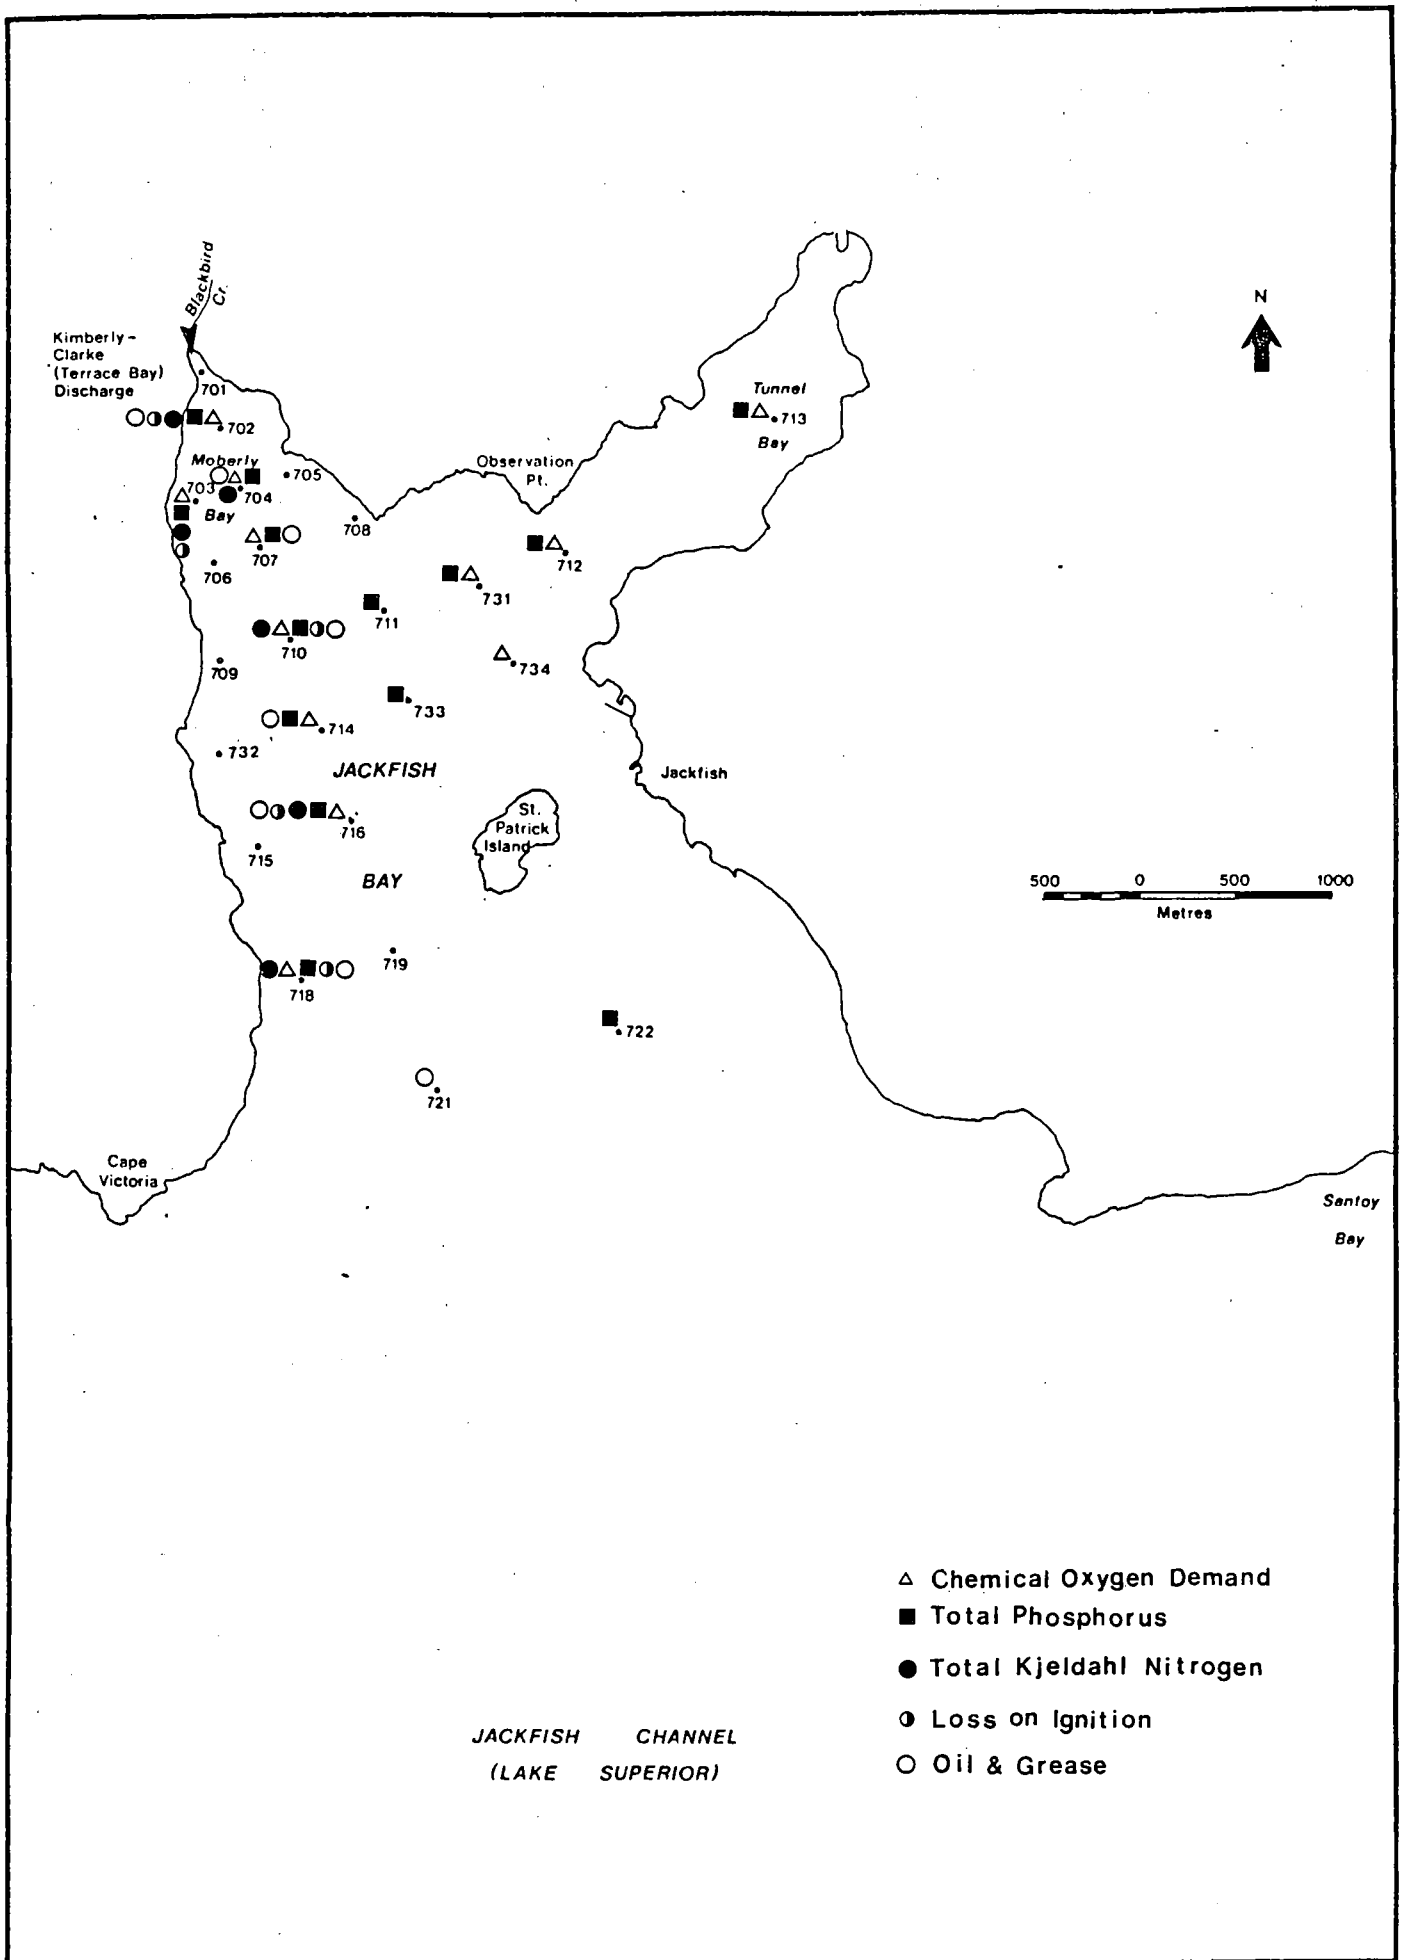 Blackbird
Cr.
Kimberly-
Clarke
(Terrace Bay)
Discharge
701
702
Moberly
Bay
703
704
705
706
707
708
Observation
Pt.
Tunnel
Bay
713
712
731
711
710
709
734
733
714
732
JACKFISH
BAY
Jackfish
St.
Patrick
Island
716
715
719
718
722
721
N
500 0 500 1000
Metres
Cape
Victoria
Santoy
Bay
Chemical Oxygen Demand
Total Phosphorus
Total Kjeldahl Nitrogen
Loss on Ignition
Oil & Grease
JACKFISH CHANNEL
(LAKE SUPERIOR)